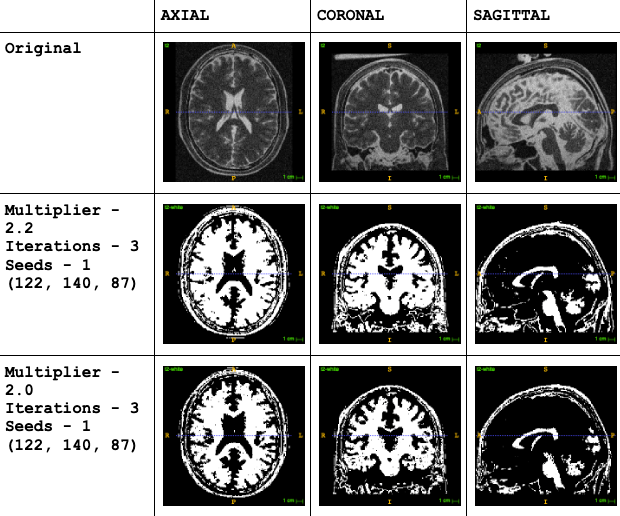 AXIAL CORONAL SAGITTAL
Original
t2 A R L P 1 cm
t2 S R L I 1 cm
t2 S A P I 1 cm
Multiplier -
2.2
Iterations - 3
Seeds - 1
(122, 140, 87)
t2-white A R L P 1 cm
t2-white S R L I 1 cm
t2-white S A P I 1 cm
Multiplier -
2.0
Iterations - 3
Seeds - 1
(122, 140, 87)
t2-white A R L P 1 cm
t2-white S R L I 1 cm
t2-white S A P I 1 cm